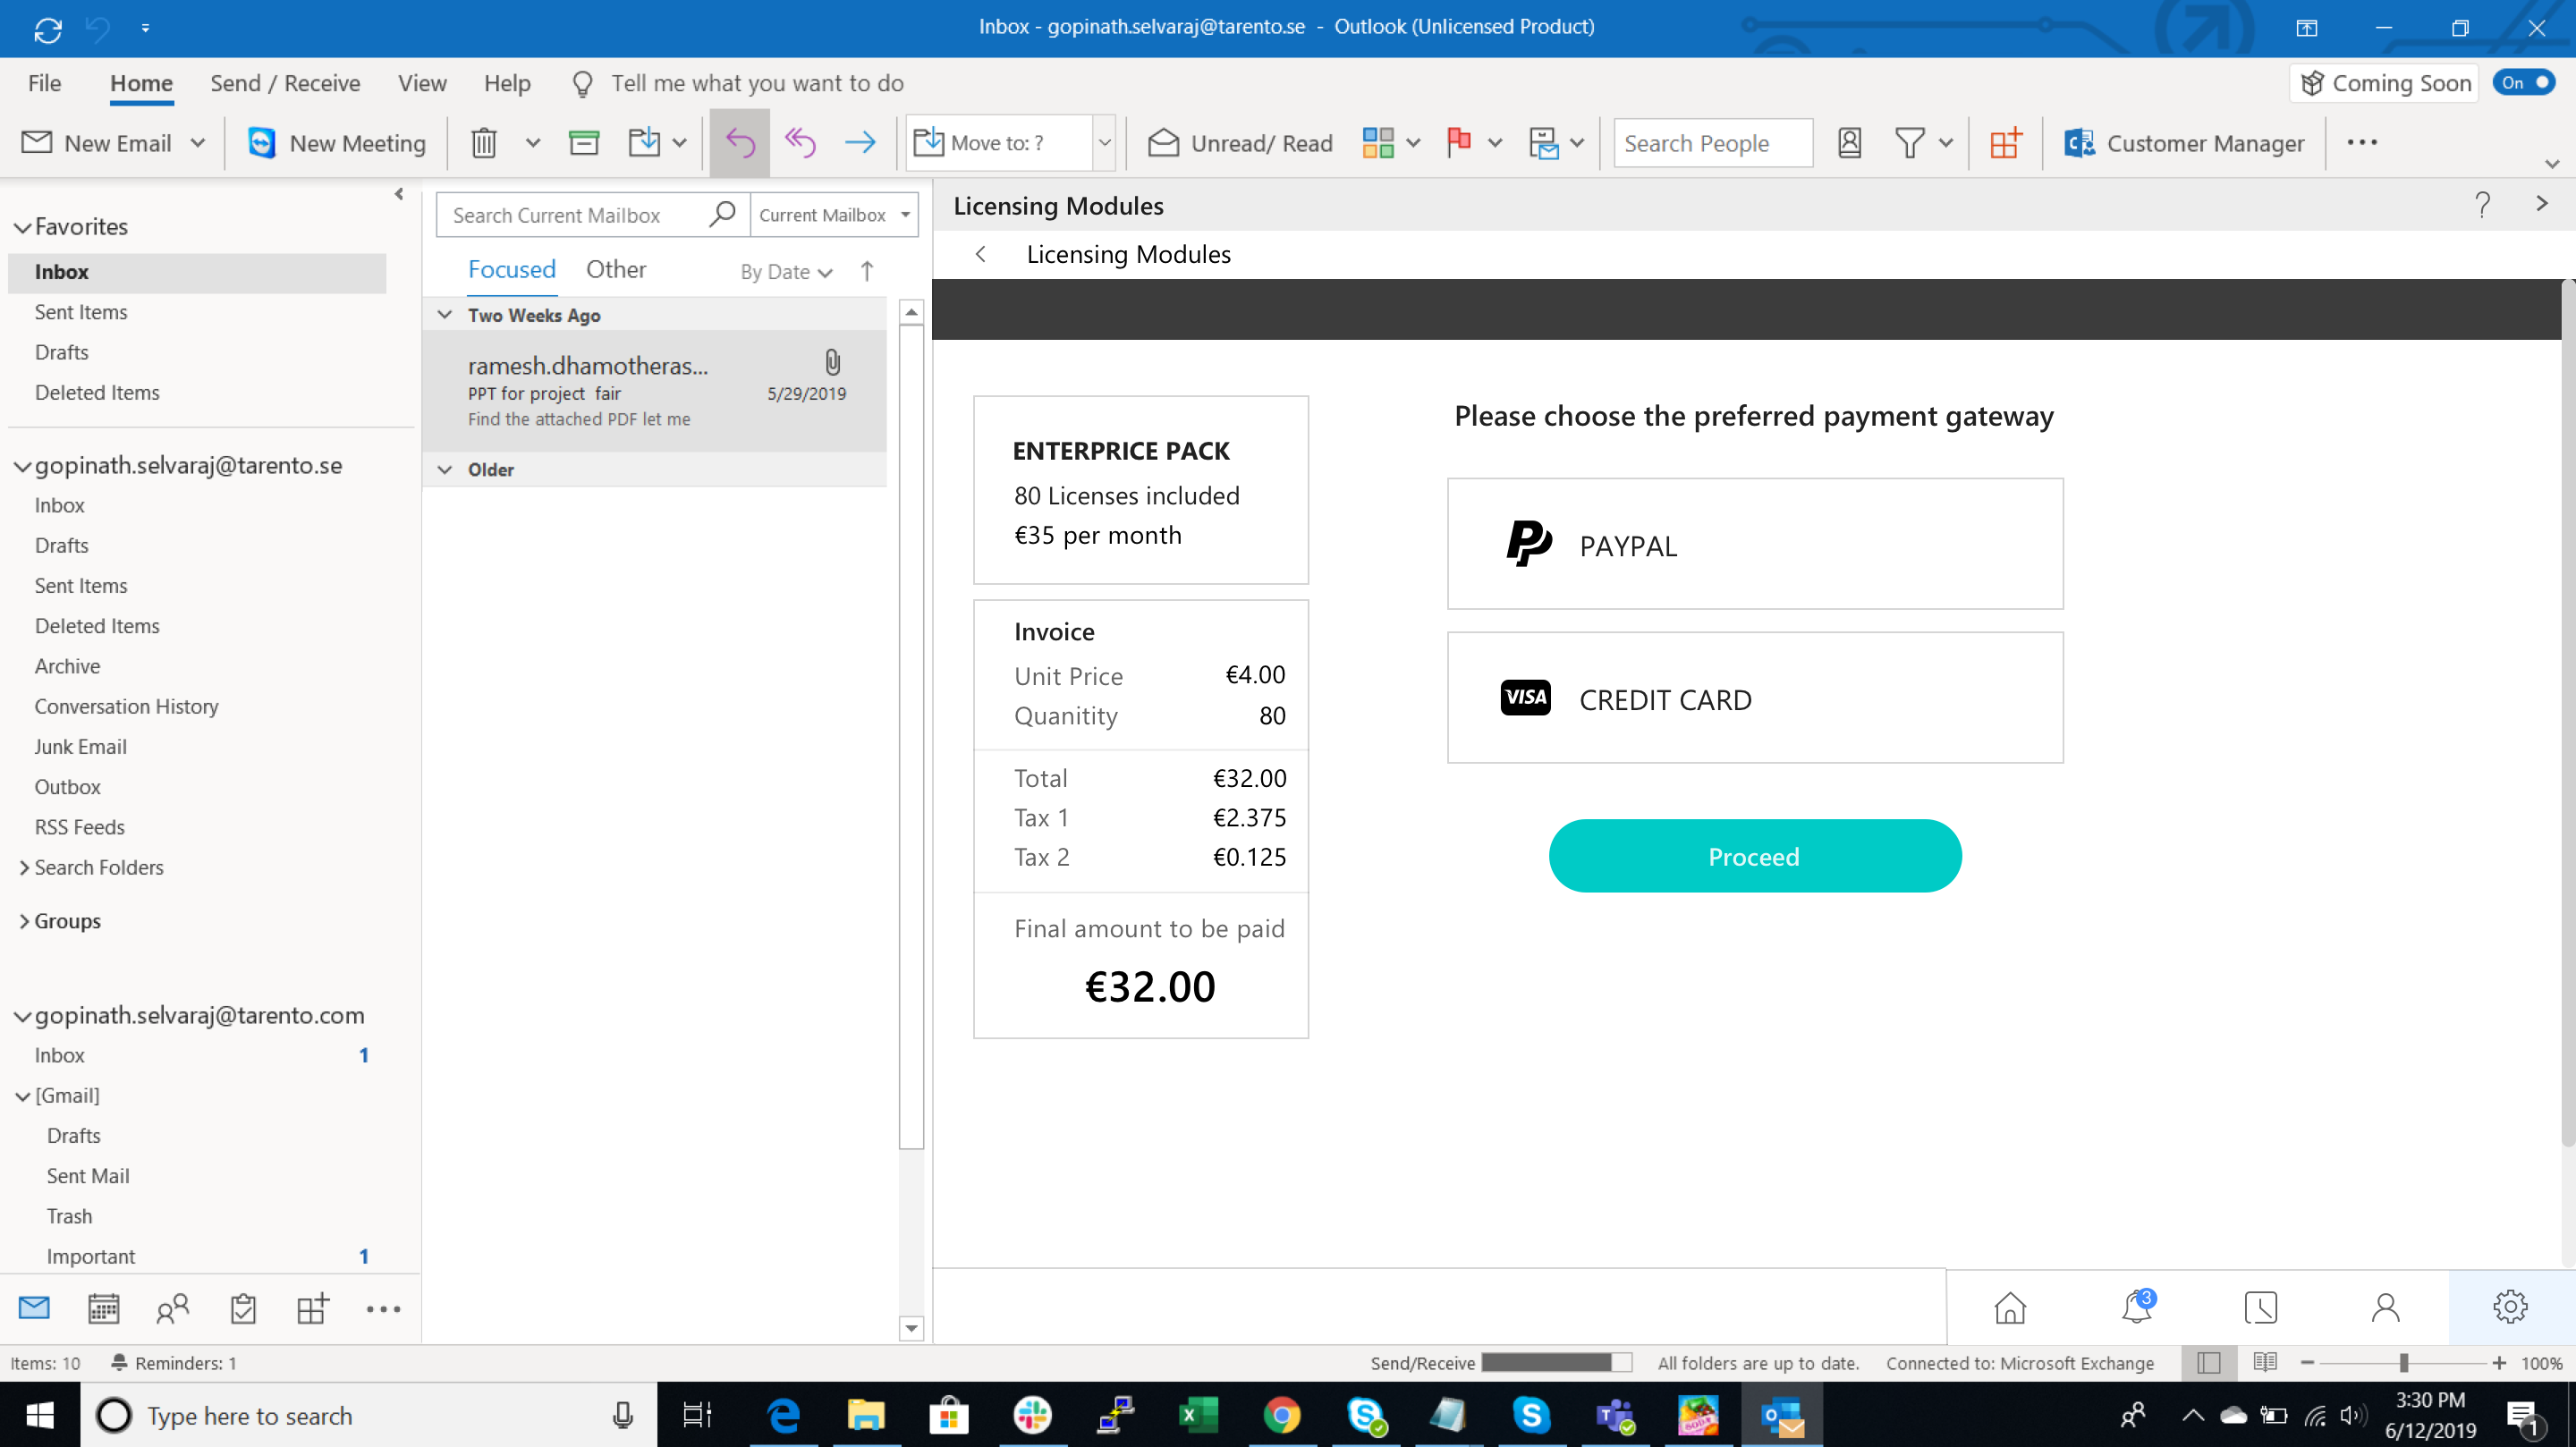 Inbox - gopinath.selvaraj@tarento.se - Outlook (Unlicensed Product)
File Home Send / Receive View Help Tell me what you want to do
Coming Soon On
New Email New Meeting Move to: ? Unread/ Read Search People Customer Manager
Favorites
Inbox
Sent Items
Drafts
Deleted Items
gopinath.selvaraj@tarento.se
Inbox
Drafts
Sent Items
Deleted Items
Archive
Conversation History
Junk Email
Outbox
RSS Feeds
Search Folders
Groups
gopinath.selvaraj@tarento.com
Inbox 1
[Gmail]
Drafts
Sent Mail
Trash
Important 1
Search Current Mailbox Current Mailbox
Focused Other By Date
Two Weeks Ago
ramesh.dhamotheras...
PPT for project fair 5/29/2019
Find the attached PDF let me
Older
Licensing Modules
Licensing Modules
ENTERPRICE PACK
80 Licenses included
€35 per month
Invoice
Unit Price €4.00
Quanitity 80
Total €32.00
Tax 1 €2.375
Tax 2 €0.125
Final amount to be paid
€32.00
Please choose the preferred payment gateway
PAYPAL
VISA CREDIT CARD
Proceed
3
Items: 10 Reminders: 1
Send/Receive All folders are up to date. Connected to: Microsoft Exchange 100%
Type here to search
3:30 PM
6/12/2019
1